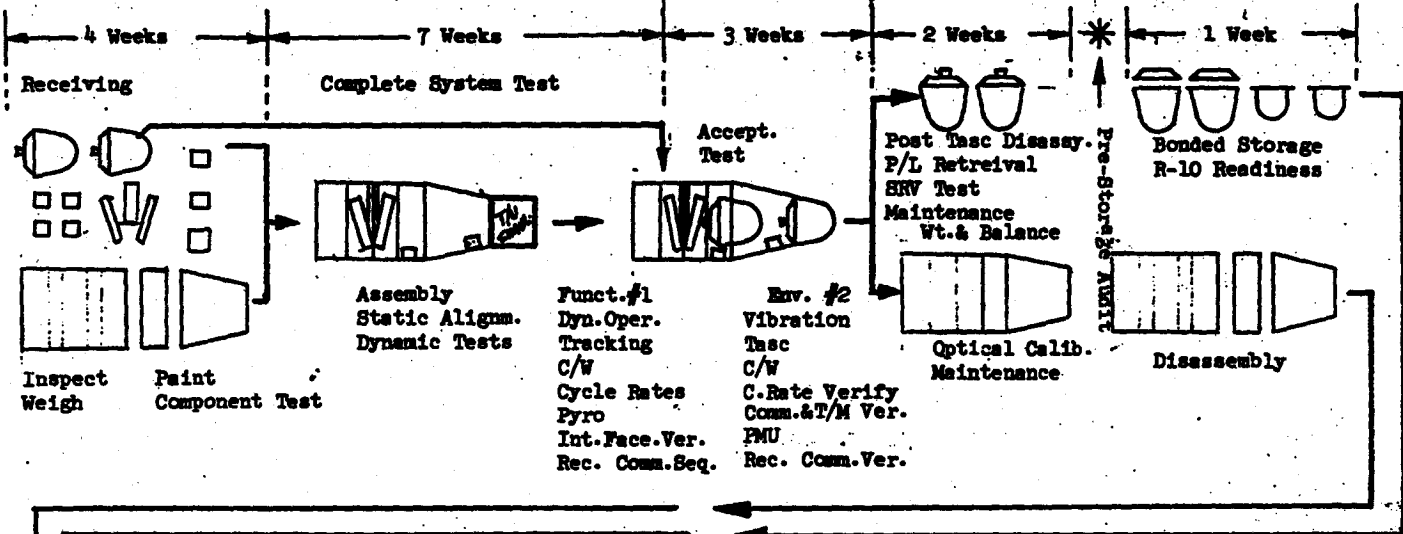 4 Weeks
7 Weeks
3 Weeks
2 Weeks
1 Week
Receiving
Complete System Test
Accept.
Test
Post Tasc Disassy.
P/L Retreival
SRV Test
Maintenance
Wt.& Balance
Pre-Storage Audit
Bonded Storage
R-10 Readiness
Inspect
Weigh
Paint
Component Test
Assembly
Static Alignm.
Dynamic Tests
Funct.#1
Dyn.Oper.
Tracking
C/W
Cycle Rates
Pyro
Int.Face.Ver.
Rec. Comm.Seq.
Env. #2
Vibration
Tasc
C/W
C.Rate Verify
Comm.&T/M Ver.
PMU
Rec. Comm.Ver.
Optical Calib.
Maintenance
Disassembly